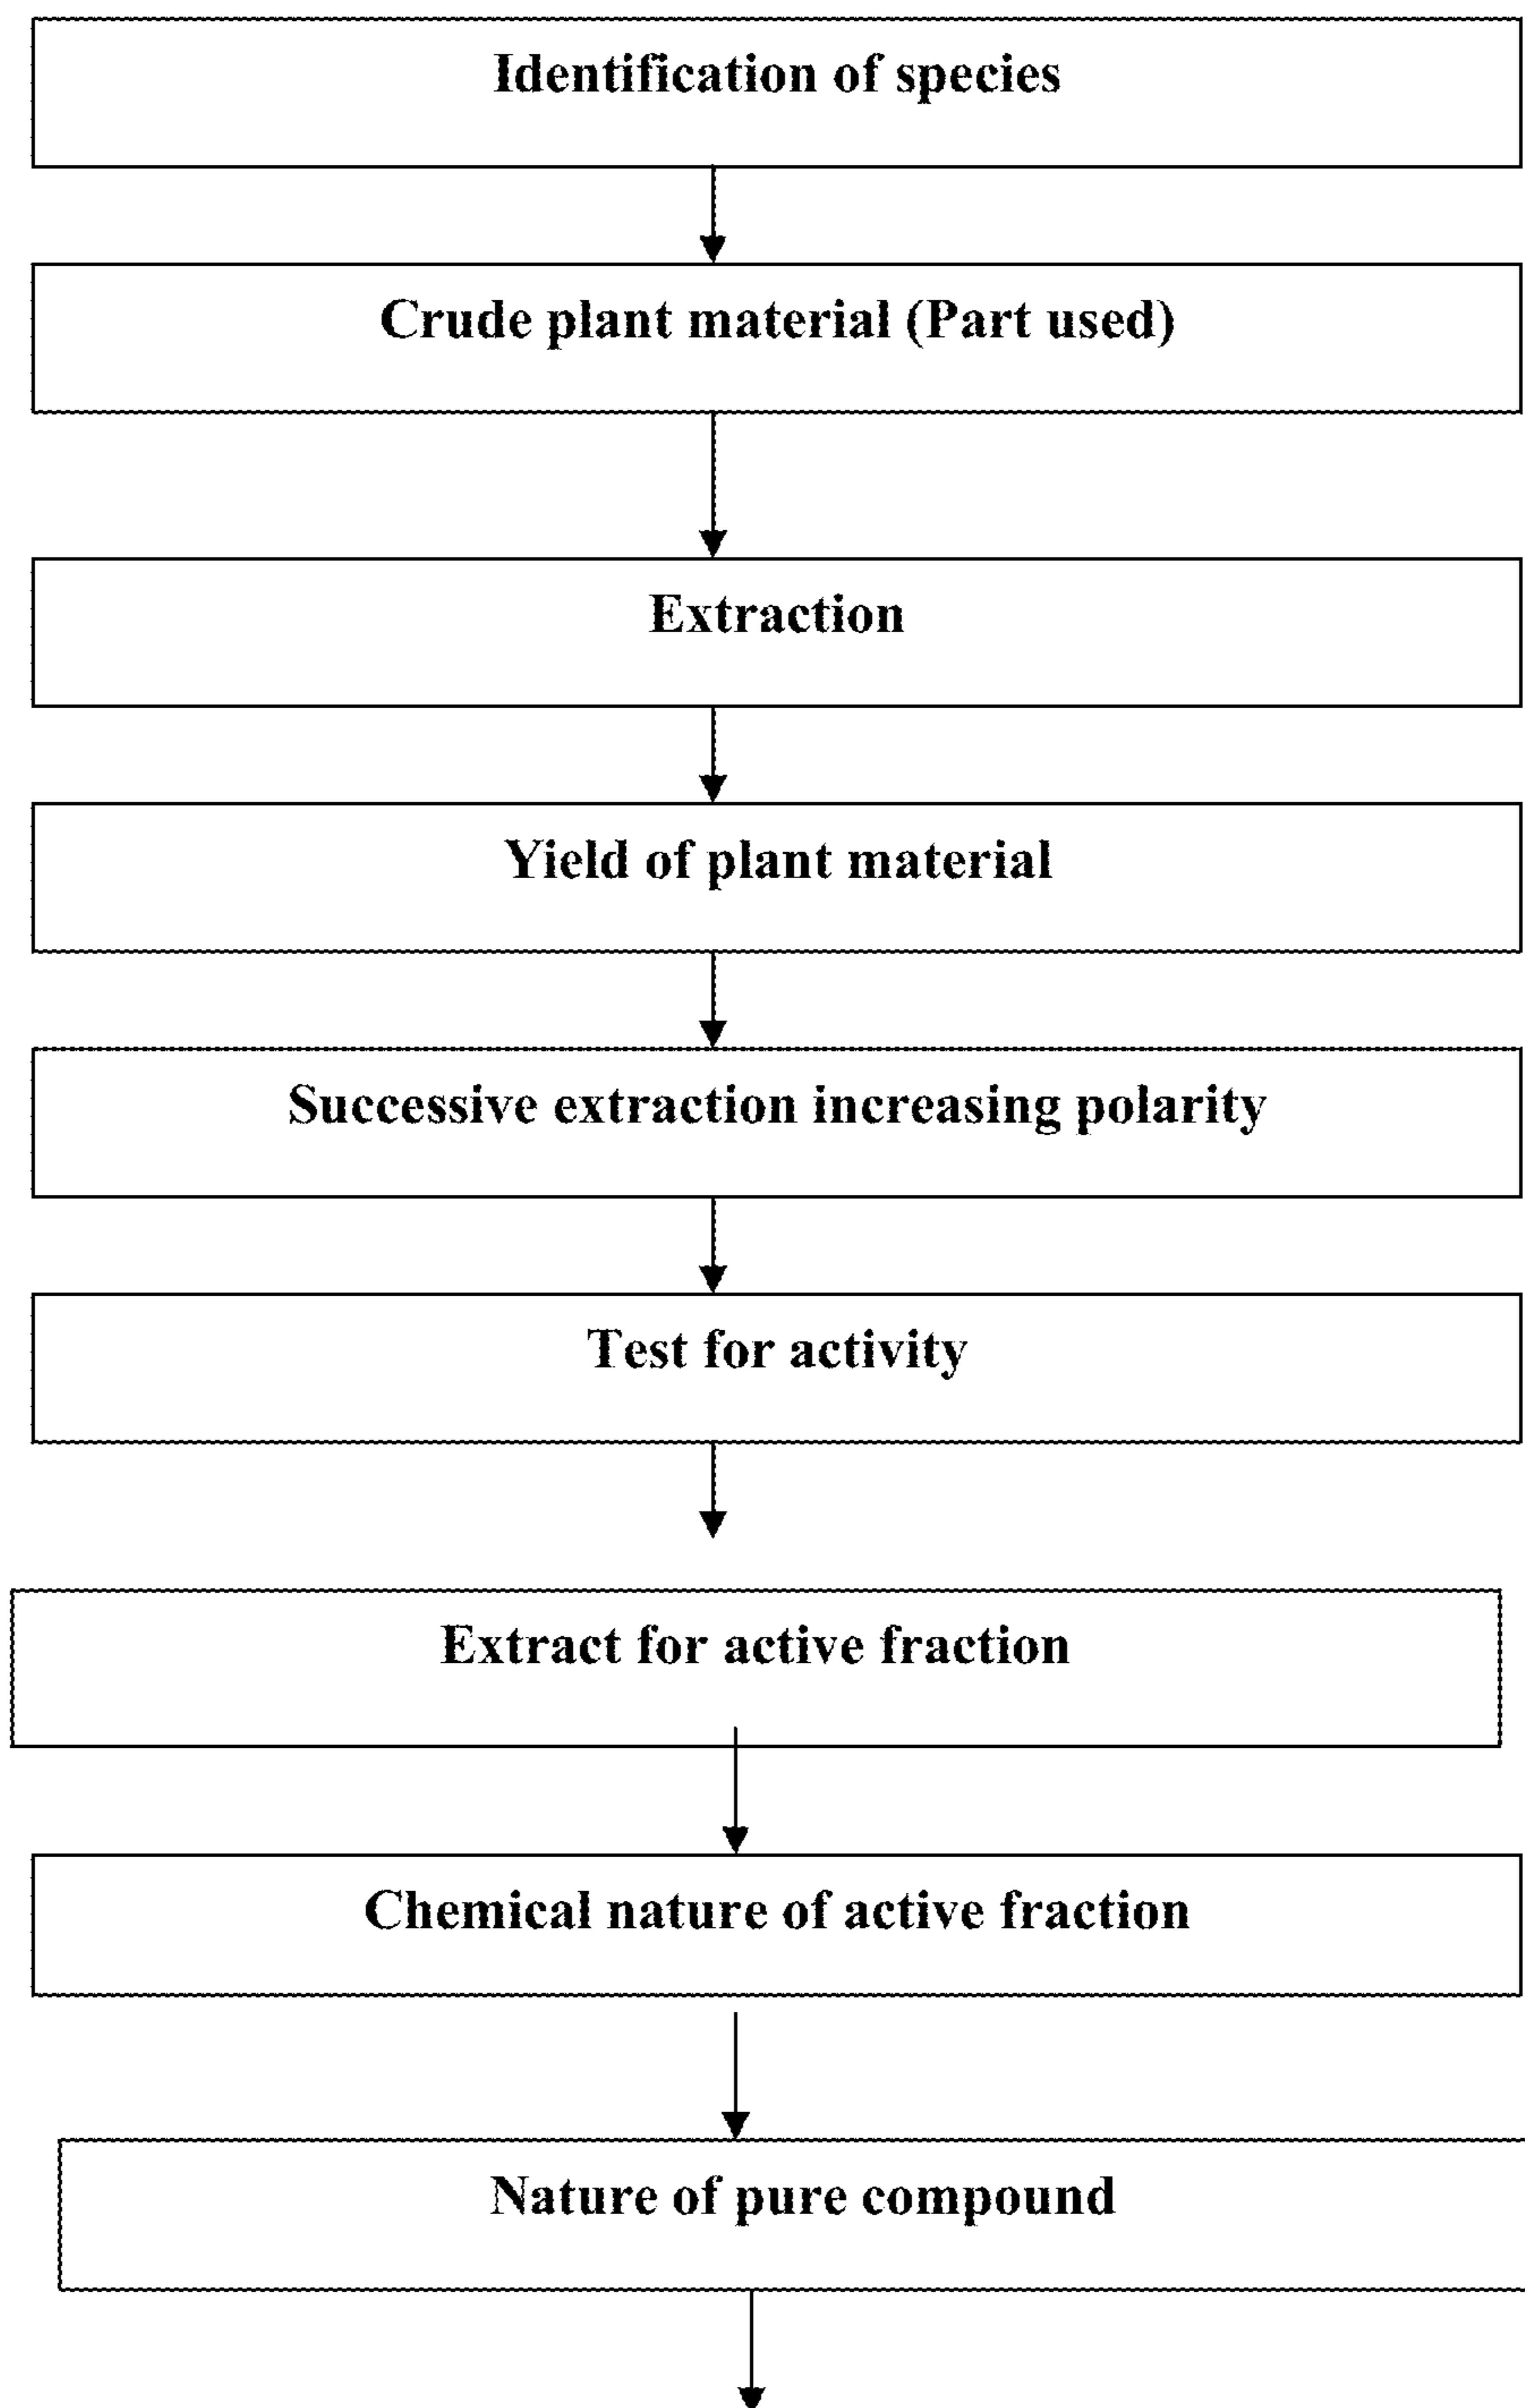 Identification of species
Crude plant material (Part used)
Extraction
Yield of plant material
Successive extraction increasing polarity
Test for activity
Extract for active fraction
Chemical nature of active fraction
Nature of pure compound